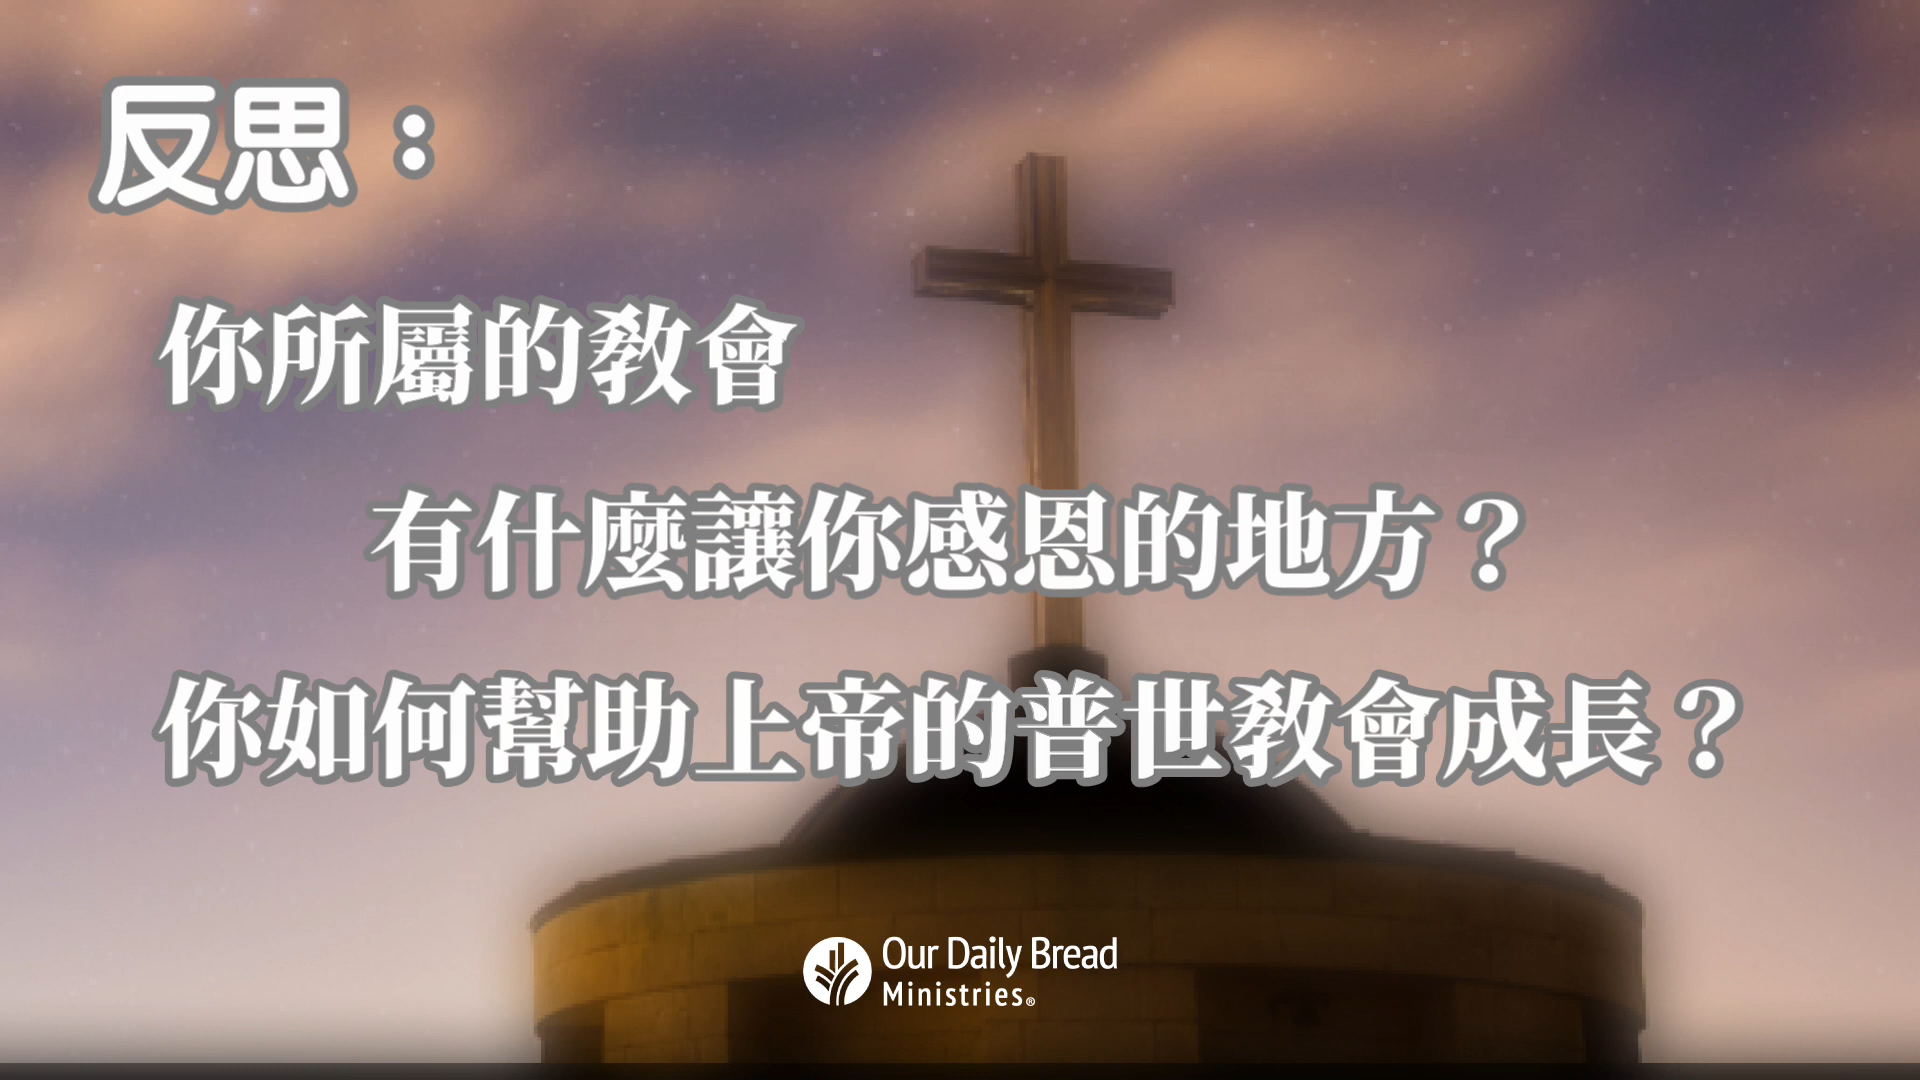 反思：
你所屬的教會
有什麼讓你感恩的地方？
你如何幫助上帝的普世教會成長？
Our Daily Bread
Ministries®